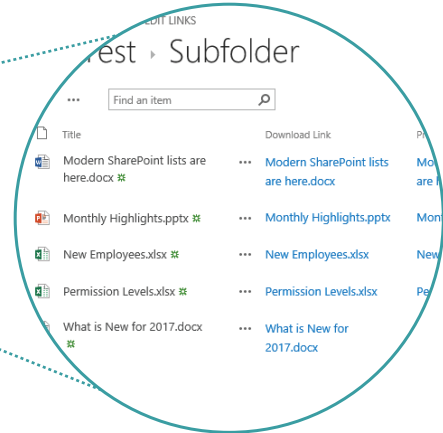 EDIT LINKS
est › Subfolder
... Find an item
Title Download Link
Modern SharePoint lists are ... Modern SharePoint lists
here.docx are here.docx
Monthly Highlights.pptx ... Monthly Highlights.pptx
New Employees.xlsx ... New Employees.xlsx
Permission Levels.xlsx ... Permission Levels.xlsx
What is New for 2017.docx ... What is New for
2017.docx